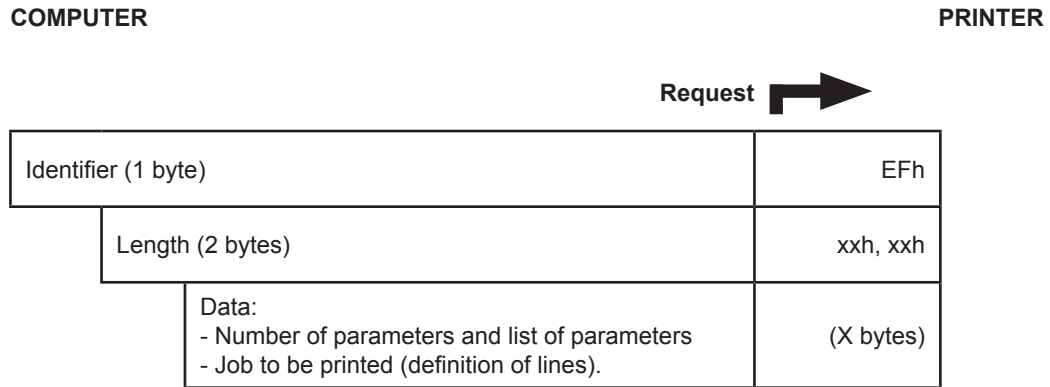 COMPUTER PRINTER
Request
Identifier (1 byte) EFh
Length (2 bytes) xxh, xxh
Data:
- Number of parameters and list of parameters
- Job to be printed (definition of lines).
(X bytes)